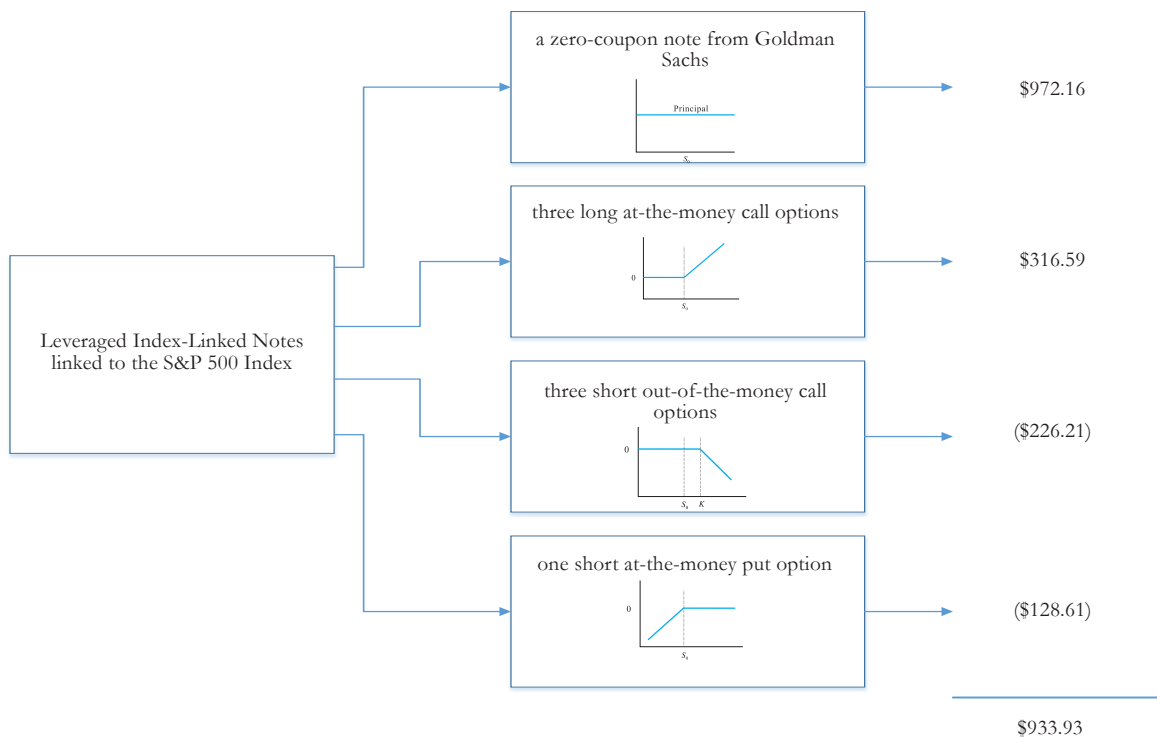 a zero-coupon note from Goldman
Sachs
Principal
S₀
$972.16
three long at-the-money call options
0
S₀
$316.59
Leveraged Index-Linked Notes
linked to the S&P 500 Index
three short out-of-the-money call
options
0
S₀ K
($226.21)
one short at-the-money put option
0
S₀
($128.61)
$933.93